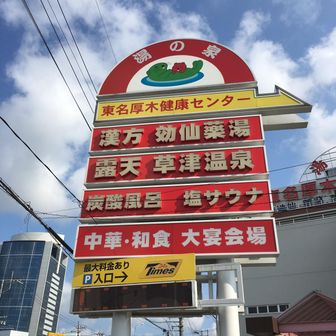 湯の泉
東名厚木健康センター
漢方 効仙薬湯
露天 草津温泉
炭酸風呂 塩サウナ
中華・和食 大宴会場
最大料金あり
P入口→
Times